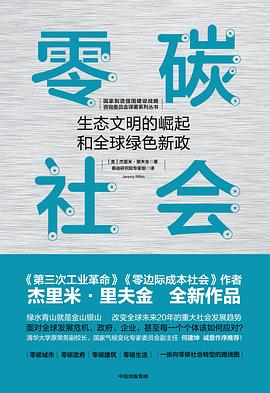 零碳
国家制造强国建设战略
咨询委员会译著系列丛书
生态文明的崛起
和全球绿色新政
[美]杰里米·里夫金 著
赛迪研究院专家组 译
Jeremy Rifkin
社会
《第三次工业革命》《零边际成本社会》作者
杰里米·里夫金 全新作品
绿水青山就是金山银山 改变全球未来20年的重大社会发展趋势
面对全球发展危机，政府、企业，甚至每一个个体该如何应对？
清华大学原常务副校长、国家气候变化专家委员会副主任 何建坤 诚意作序推荐！
零碳城市 零碳政府 零碳建筑 零碳生活 一张向零碳社会转型的路线图
中信出版集团